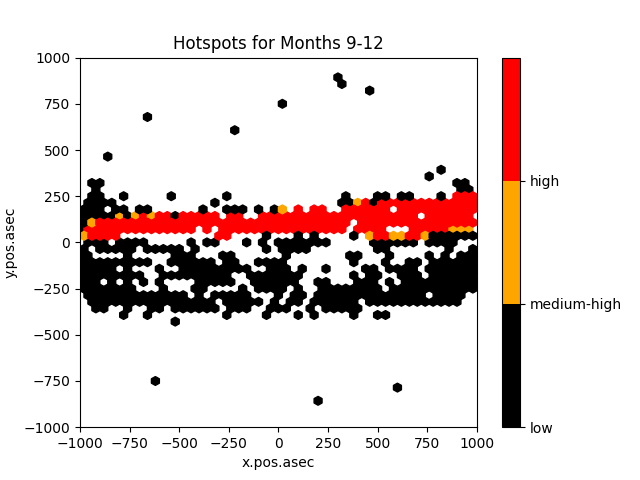 Hotspots for Months 9-12
1000
750
500
250
0
−250
−500
−750
−1000
y.pos.asec
−1000 −750 −500 −250 0 250 500 750 1000
x.pos.asec
high
medium-high
low